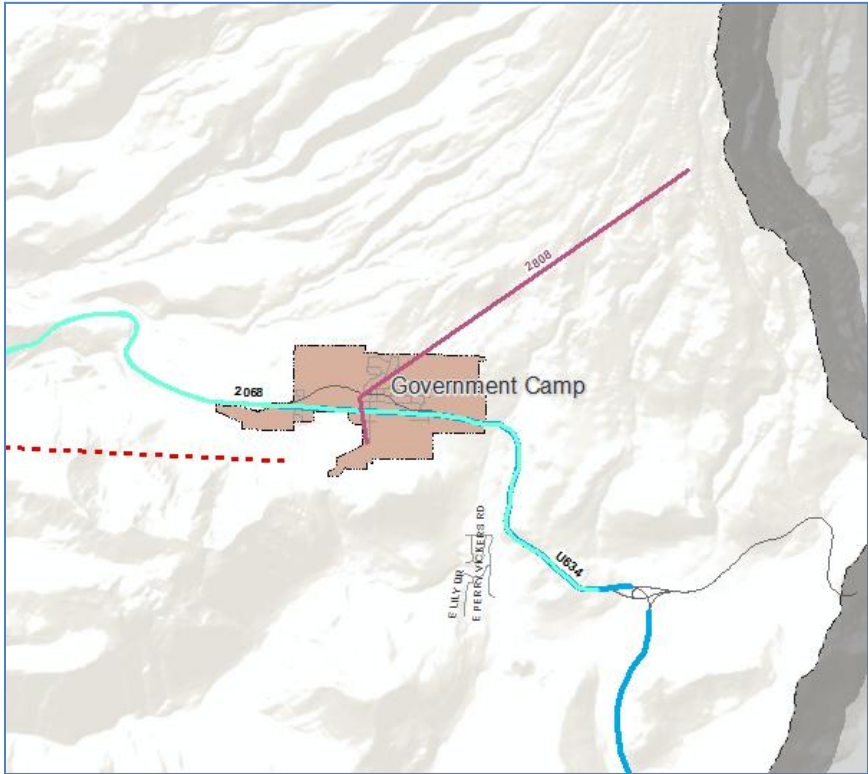 2808
Government Camp
2068
E LILY DR
E PERRY VICKERS RD
U634